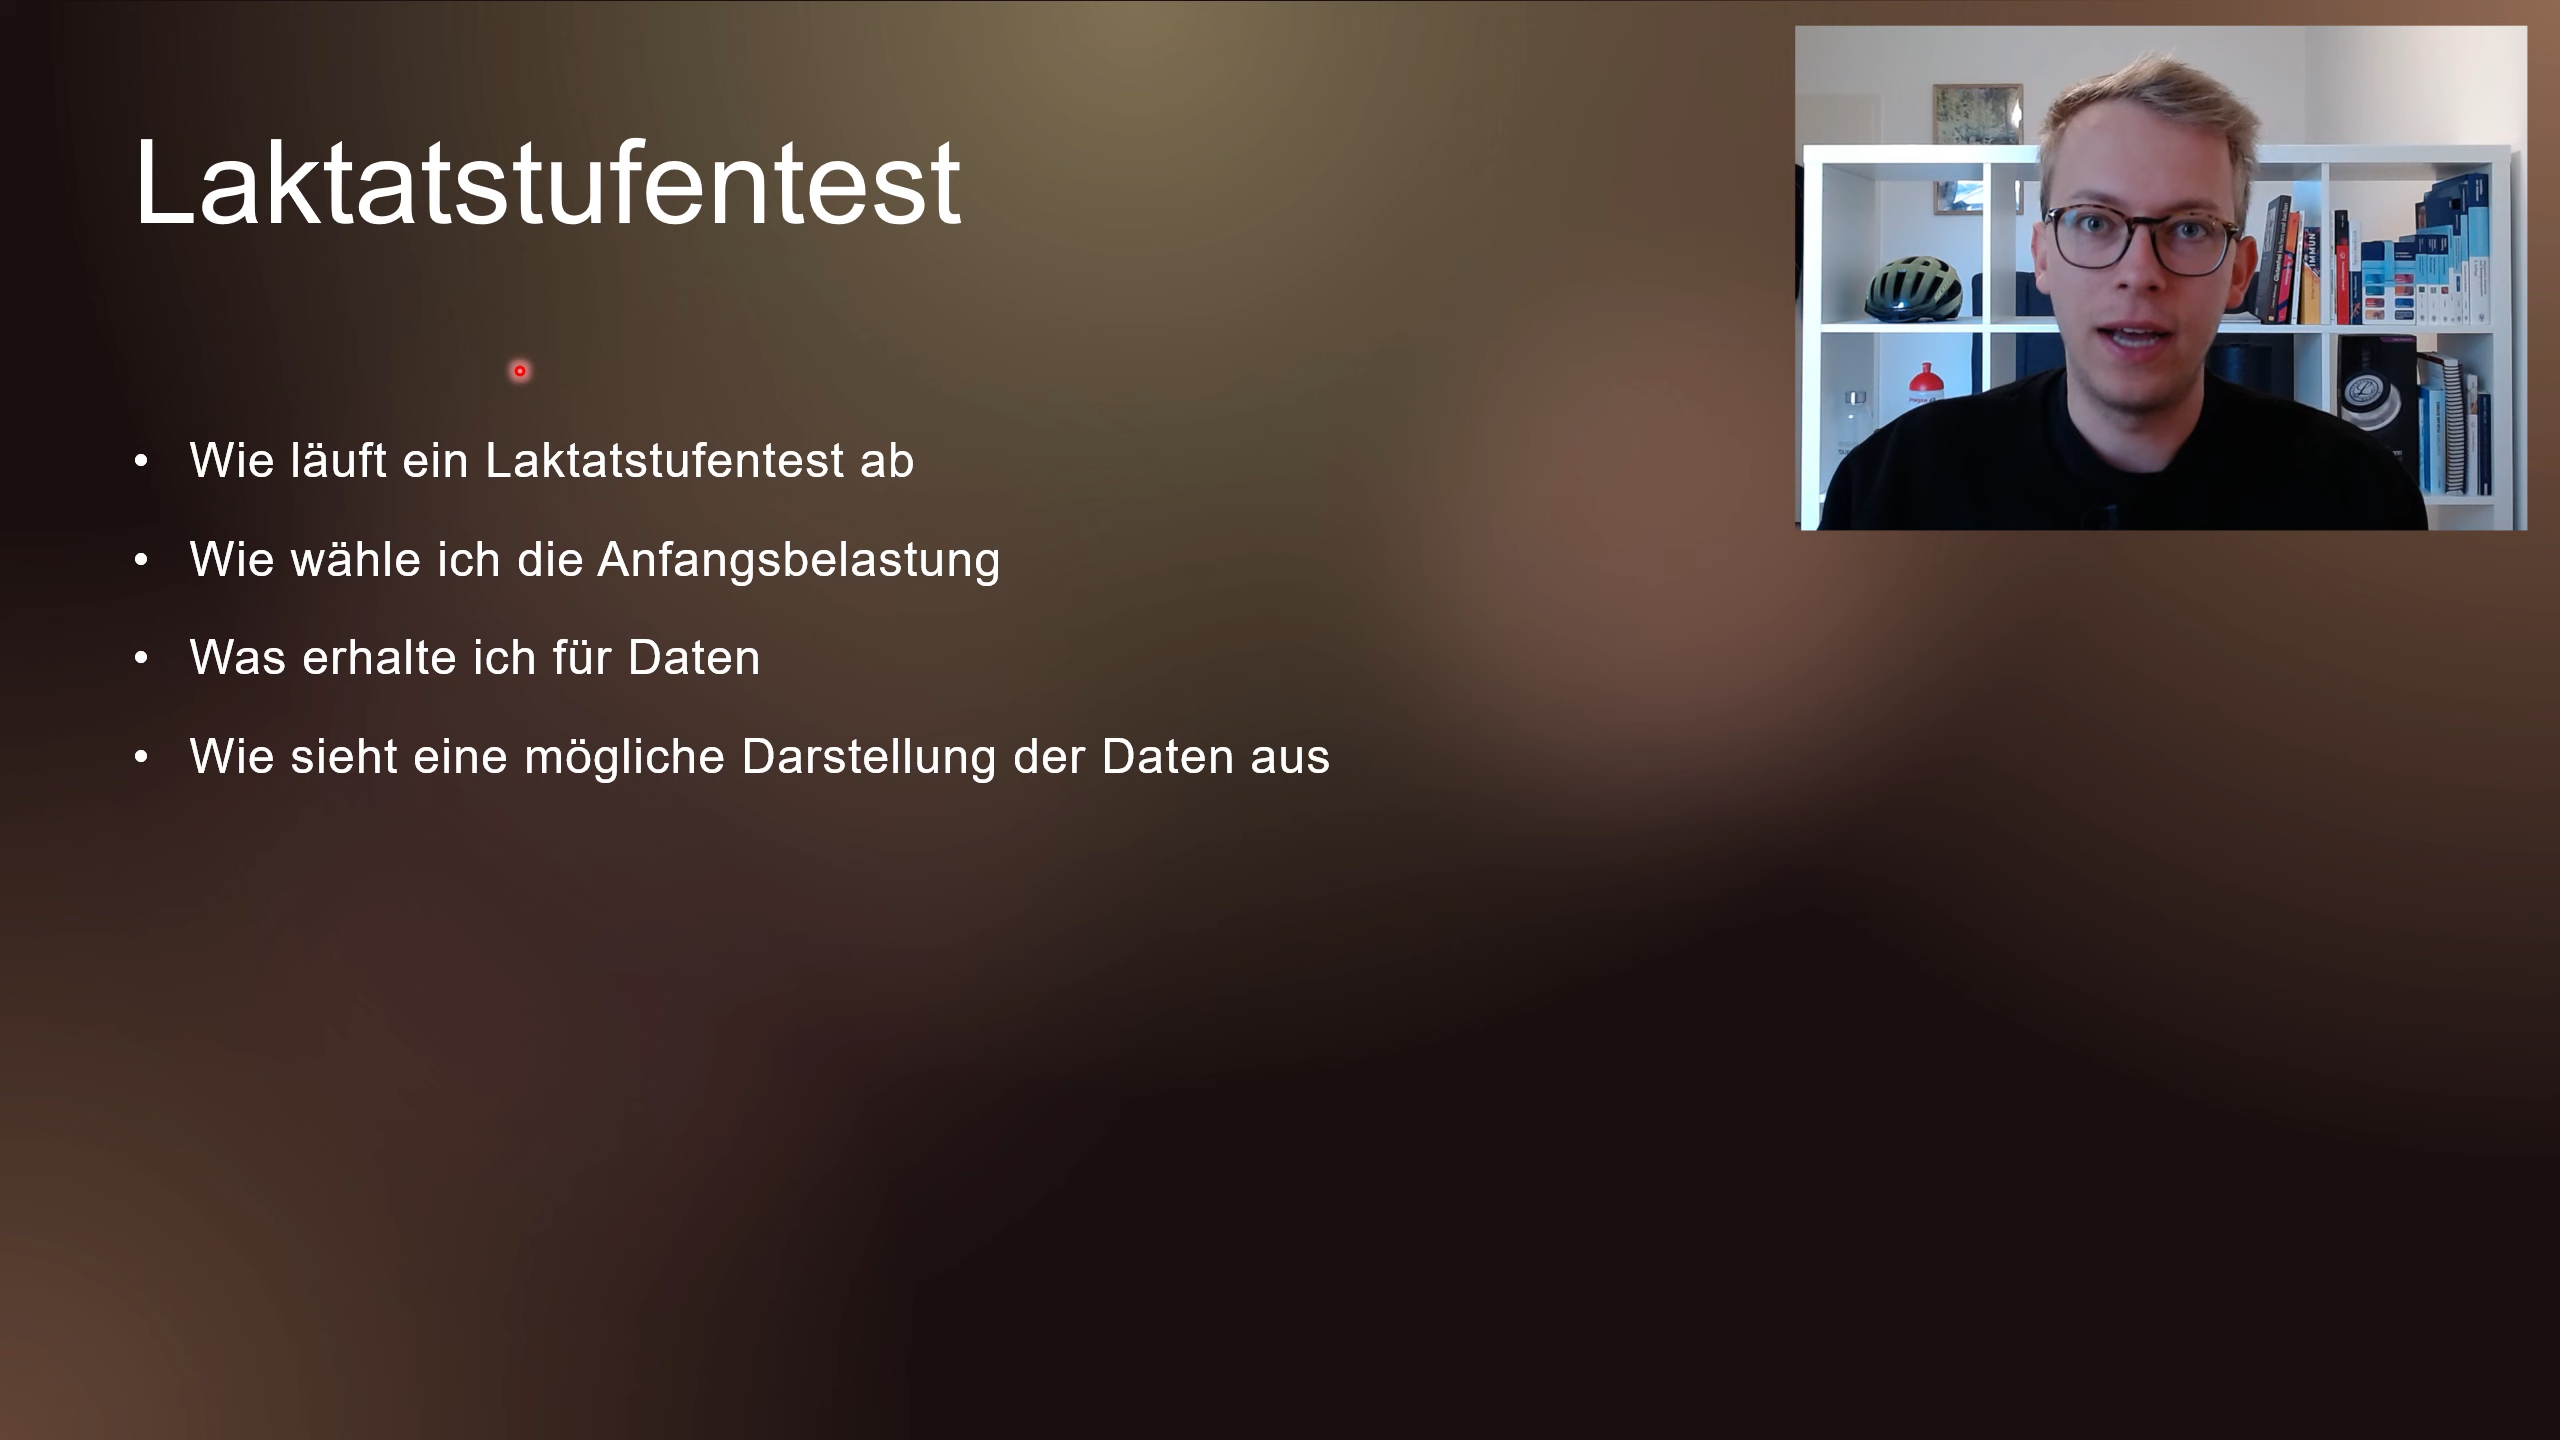 Laktatstufentest
• Wie läuft ein Laktatstufentest ab
• Wie wähle ich die Anfangsbelastung
• Was erhalte ich für Daten
• Wie sieht eine mögliche Darstellung der Daten aus
IMMUN